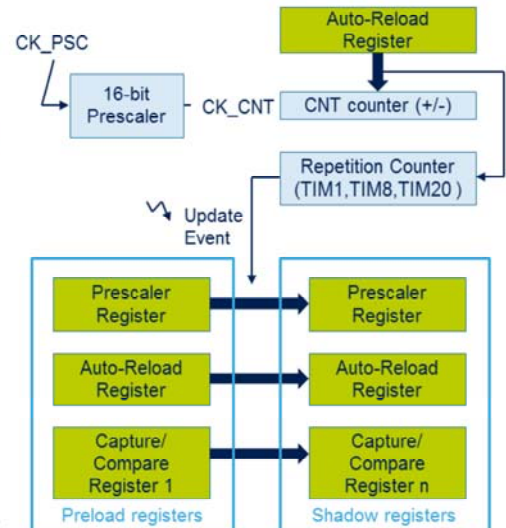 Auto-Reload
Register
CK_PSC
16-bit
Prescaler
CK_CNT
CNT counter (+/-)
Repetition Counter
(TIM1,TIM8,TIM20 )
Update
Event
Prescaler
Register
Prescaler
Register
Auto-Reload
Register
Auto-Reload
Register
Capture/
Compare
Register 1
Capture/
Compare
Register n
Preload registers
Shadow registers